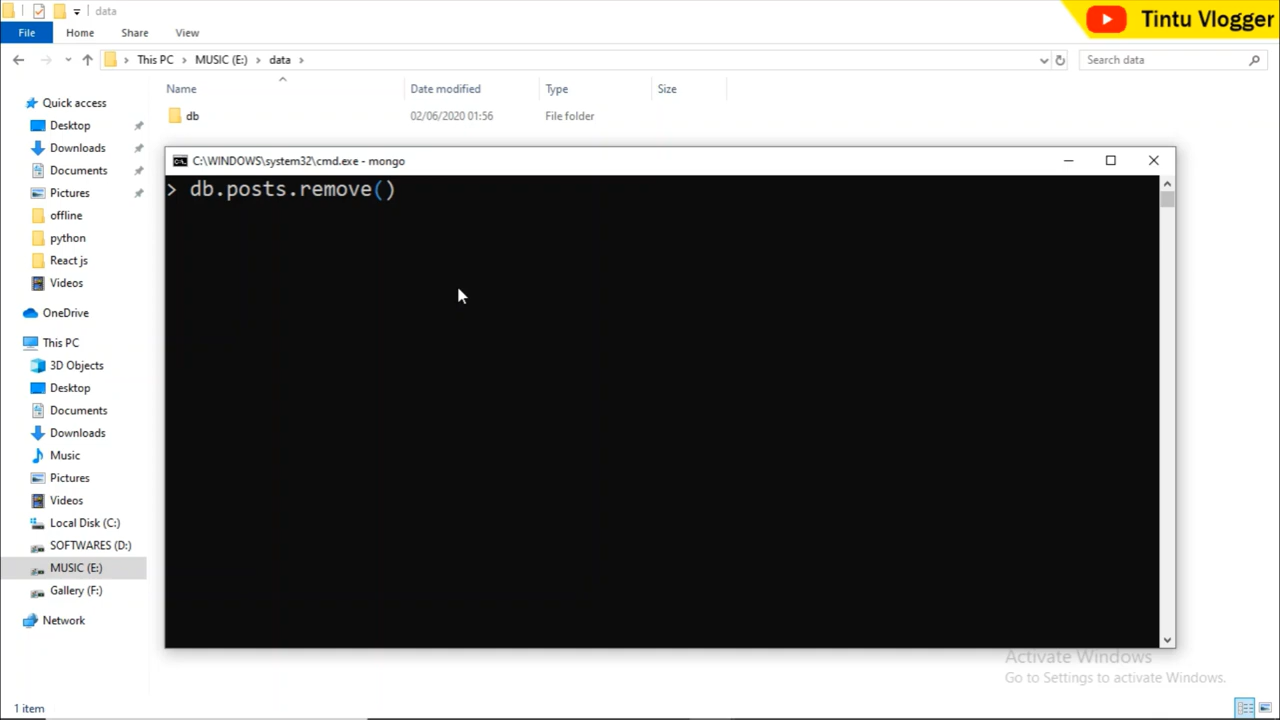 data
Tintu Vlogger
File Home Share View
This PC MUSIC (E:) data
Search data
Name Date modified Type Size
db 02/06/2020 01:56 File folder
Quick access
Desktop
Downloads
Documents
Pictures
offline
python
React js
Videos
OneDrive
This PC
3D Objects
Desktop
Documents
Downloads
Music
Pictures
Videos
Local Disk (C:)
SOFTWARES (D:)
MUSIC (E:)
Gallery (F:)
Network
C:\WINDOWS\system32\cmd.exe - mongo
> db.posts.remove()
Activate Windows
Go to Settings to activate Windows.
1 item